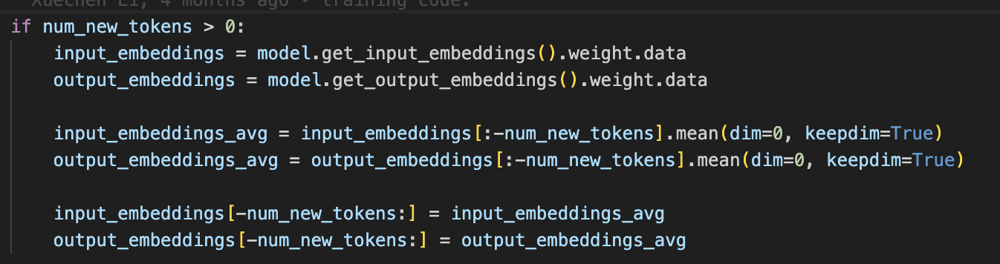 Xuechen Li, 4 months ago • training code.
if num_new_tokens > 0:
    input_embeddings = model.get_input_embeddings().weight.data
    output_embeddings = model.get_output_embeddings().weight.data
    input_embeddings_avg = input_embeddings[:-num_new_tokens].mean(dim=0, keepdim=True)
    output_embeddings_avg = output_embeddings[:-num_new_tokens].mean(dim=0, keepdim=True)
    input_embeddings[-num_new_tokens:] = input_embeddings_avg
    output_embeddings[-num_new_tokens:] = output_embeddings_avg